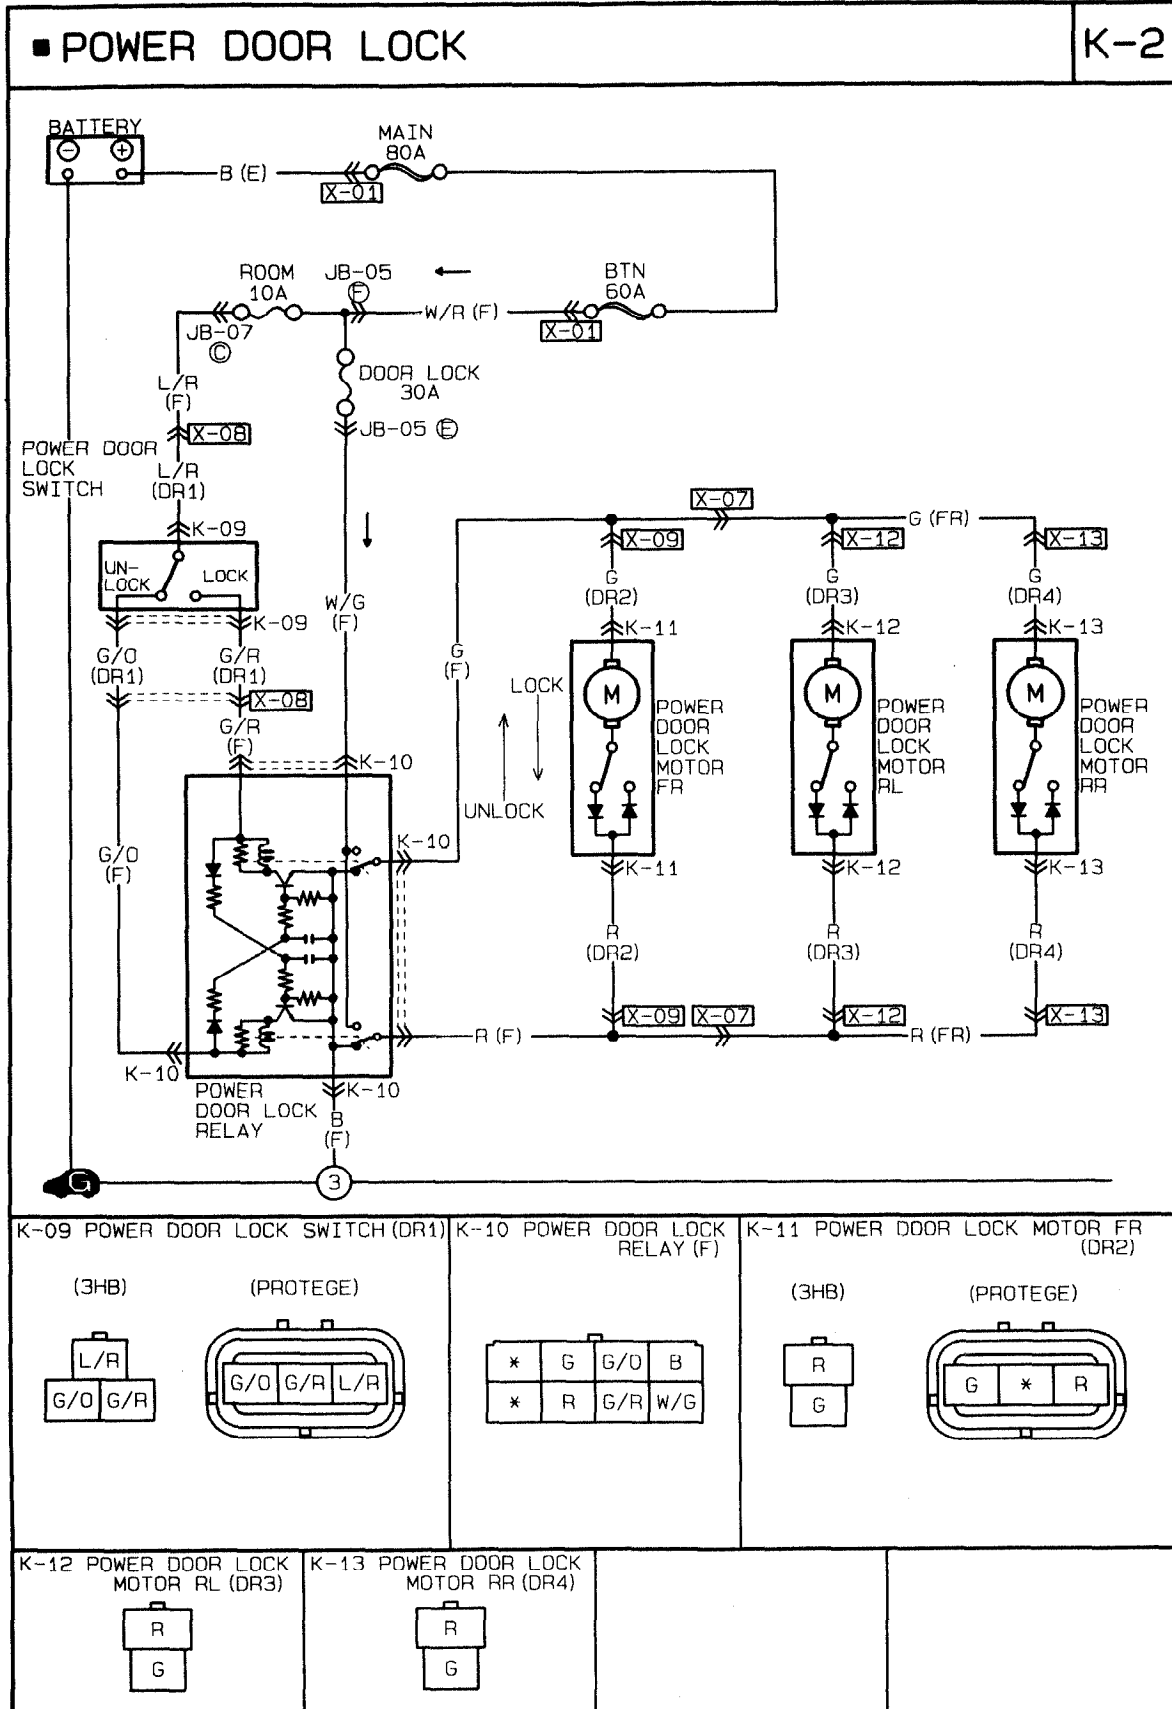 ■ POWER DOOR LOCK
K-2
BATTERY
MAIN
80A
B (E)
X-01
ROOM
10A
JB-05
F
BTN
60A
W/R (F)
X-01
JB-07
C
DOOR LOCK
30A
L/R
(F)
JB-05 E
X-08
POWER DOOR
LOCK
SWITCH
L/R
(DR1)
K-09
UN-
LOCK
LOCK
K-09
W/G
(F)
G/O
(DR1)
G/R
(DR1)
X-08
G/R
(F)
K-10
X-07
G (FR)
X-09
X-12
X-13
G
(DR2)
G
(DR3)
G
(DR4)
K-11
K-12
K-13
G
(F)
LOCK
UNLOCK
M
M
M
POWER
DOOR
LOCK
MOTOR
FR
POWER
DOOR
LOCK
MOTOR
RL
POWER
DOOR
LOCK
MOTOR
RR
G/O
(F)
K-10
K-11
K-12
K-13
R
(DR2)
R
(DR3)
R
(DR4)
X-09
X-07
X-12
X-13
R (F)
R (FR)
K-10
K-10
POWER
DOOR LOCK
RELAY
B
(F)
G
3
K-09 POWER DOOR LOCK SWITCH (DR1)
(3HB)
(PROTEGE)
L/R
G/O G/R
G/O G/R L/R
K-10 POWER DOOR LOCK
RELAY (F)
* G G/O B
* R G/R W/G
K-11 POWER DOOR LOCK MOTOR FR
(DR2)
(3HB)
(PROTEGE)
R
G
G * R
K-12 POWER DOOR LOCK
MOTOR RL (DR3)
R
G
K-13 POWER DOOR LOCK
MOTOR RR (DR4)
R
G